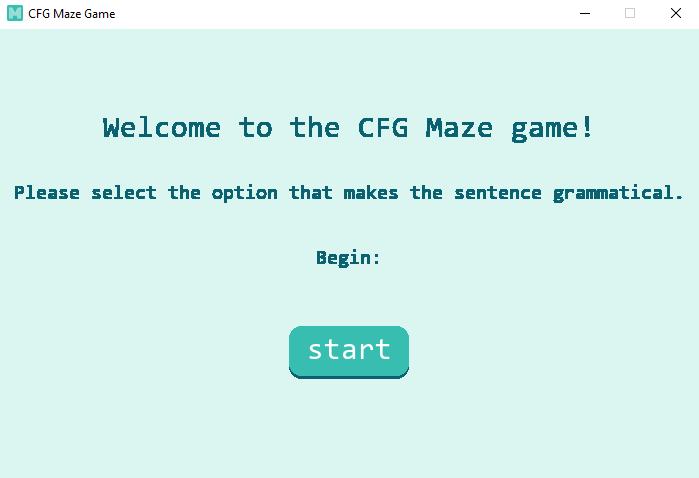 CFG Maze Game
Welcome to the CFG Maze game!
Please select the option that makes the sentence grammatical.
Begin:
start